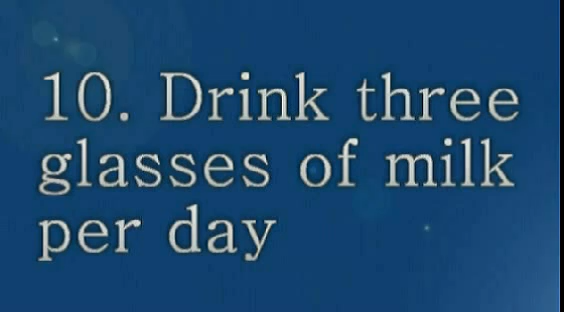 10. Drink three
glasses of milk
per day